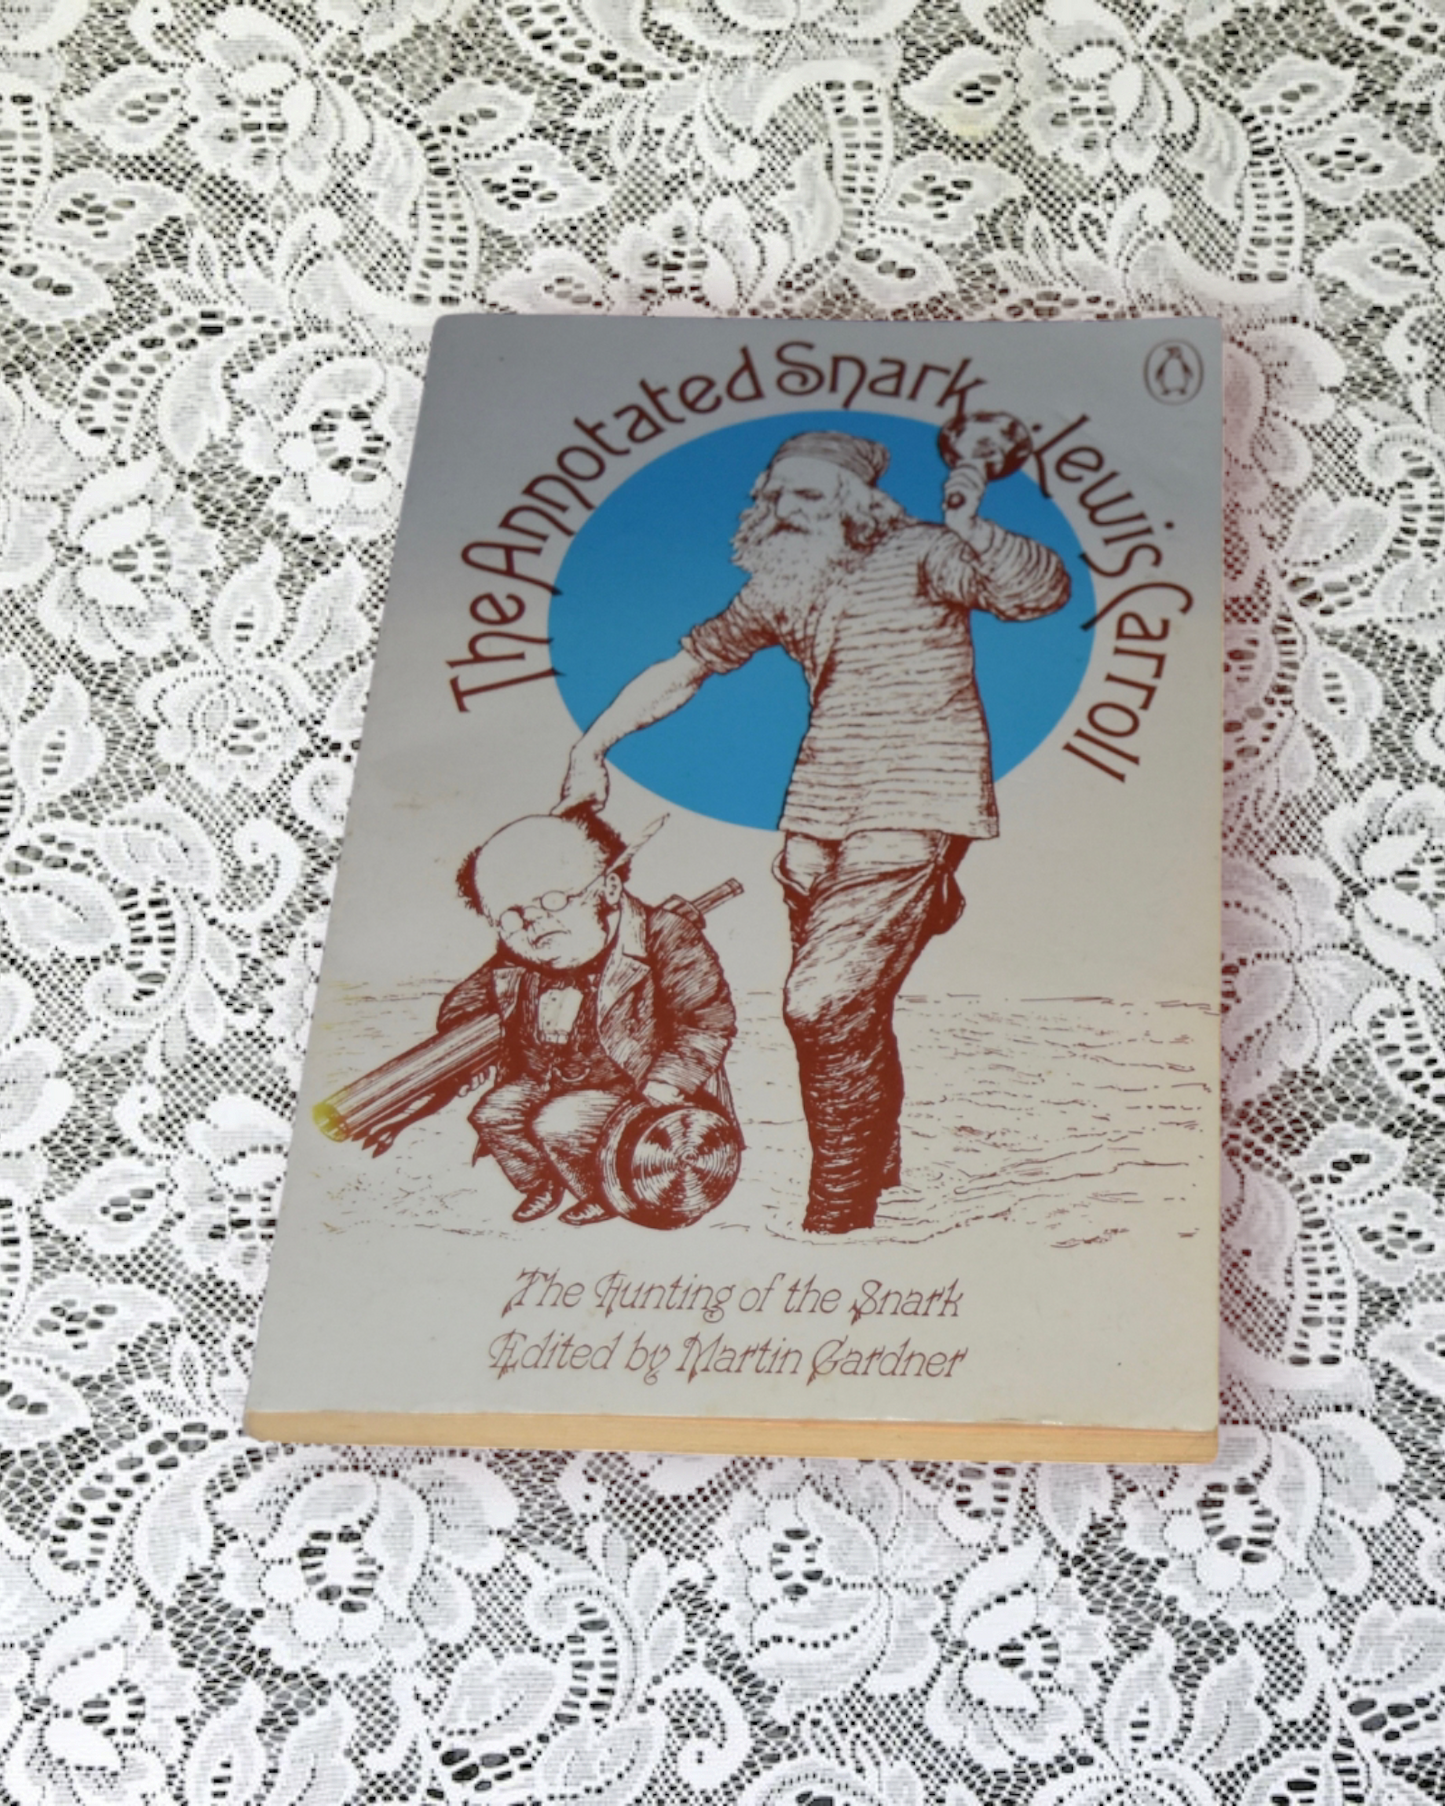 The Annotated Snark
Lewis Carroll
The Hunting of the Snark
Edited by Martin Gardner